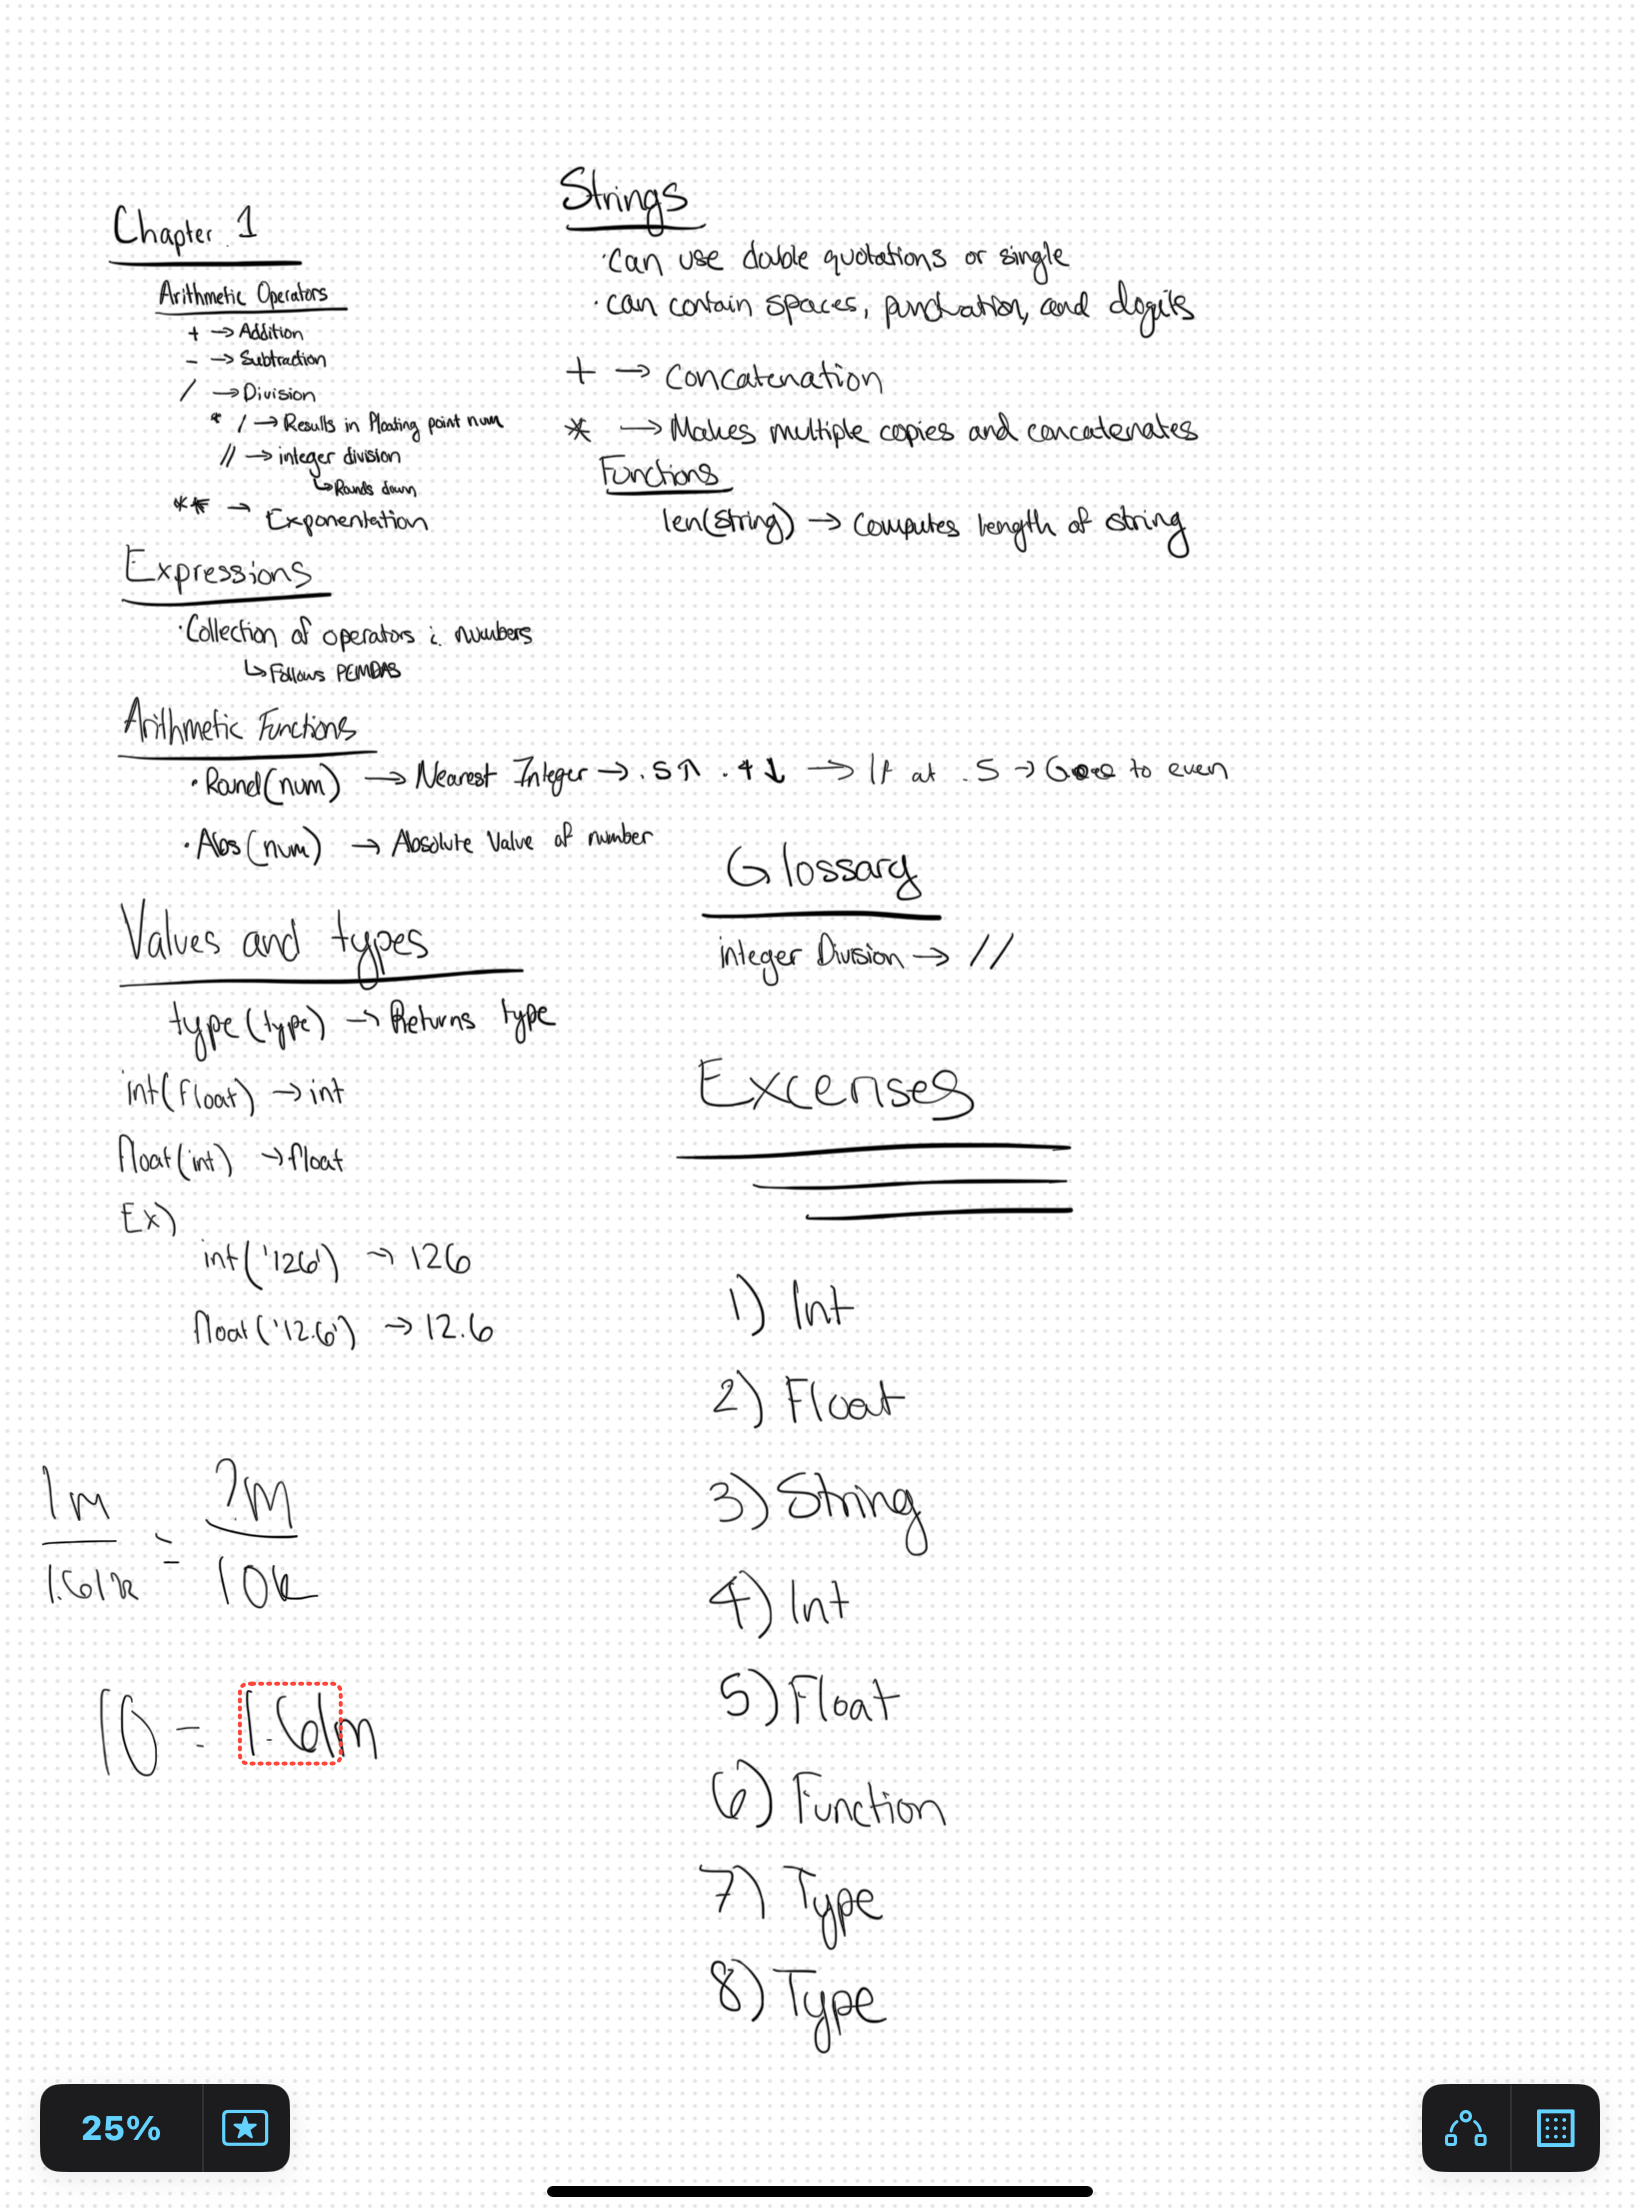 Chapter 1
Arithmetic Operators
+ → Addition
- → Subtraction
/ → Division
* / → Results in floating point num
// → integer division
↳ Rounds down
** → Exponentation
Expressions
· Collection of operators i. numbers
↳ Follows PEMDAS
Arithmetic Functions
· Round(num) → Nearest Integer → .5↑ .4↓ → If at .5 → Goes to even
· Abs(num) → Absolute Value of number
Values and types
type(type) → Returns type
int(float) → int
float(int) → float
Ex)
int('126') → 126
float('12.6') → 12.6
1m ?m
=
1.61k 10k
10 = 1.61m
Strings
· can use double quotations or single
· can contain spaces, punctuation, and dogits
+ → Concatenation
* → Makes multiple copies and concatenates
Functions
len(string) → Computes length of string
Glossary
integer Division → //
Excenses
1) Int
2) Float
3) String
4) Int
5) Float
6) Function
7) Type
8) Type
25%